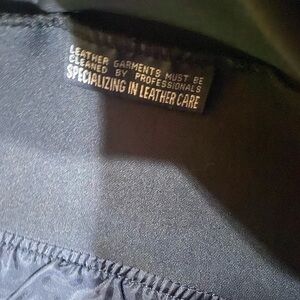 LEATHER GARMENTS MUST BE
CLEANED BY PROFESSIONALS
SPECIALIZING IN LEATHER CARE